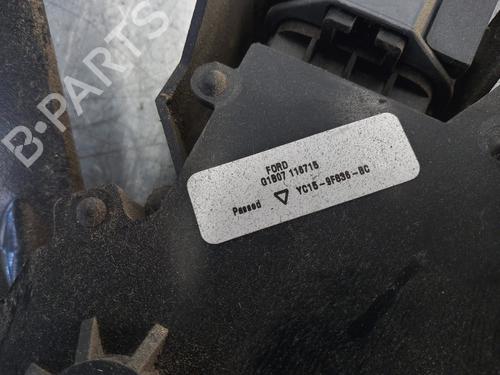 B-PARTS
FORD
01807 116715
Passed YC15-9F836-BC